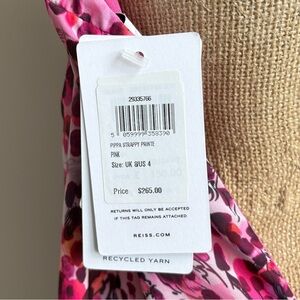 29335766
5 059999 358390
PIPPA STRAPPY PRINTE
PINK
Size: UK 8/US 4
Price $265.00
RETURNS WILL ONLY BE ACCEPTED
IF THIS TAG REMAINS ATTACHED.
REISS.COM
RECYCLED YARN